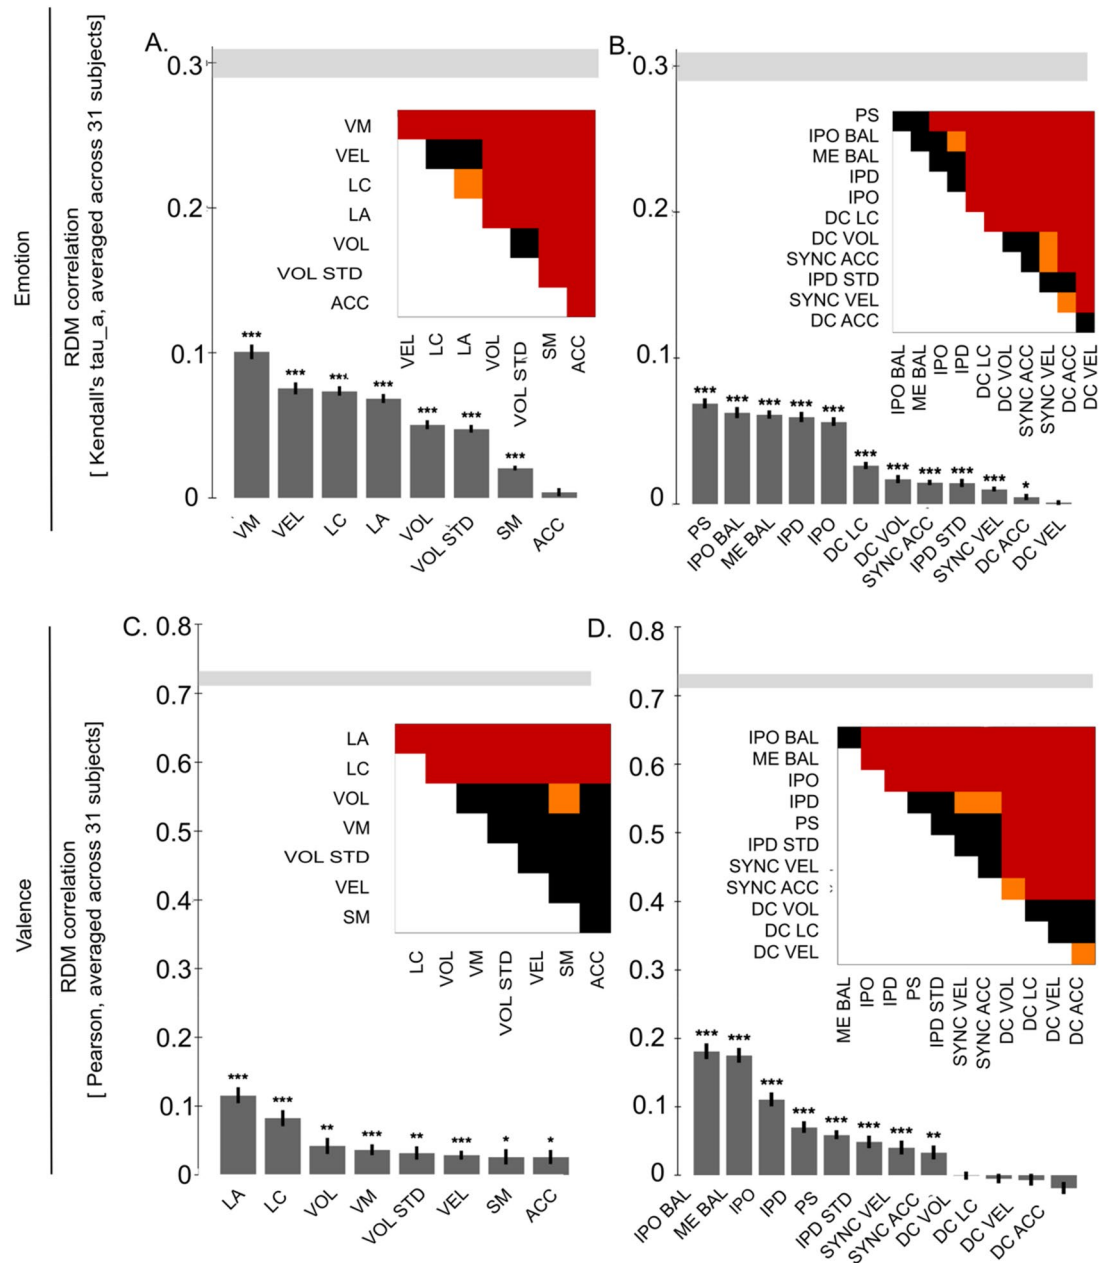 Emotion
RDM correlation
[ Kendall's tau_a, averaged across 31 subjects]
A.
0.3
0.2
0.1
0
VM
VEL
LC
LA
VOL
VOL STD
ACC
VEL
LC
LA
VOL
VOL STD
SM
ACC
***
***
***
***
***
***
***
VM
VEL
LC
LA
VOL
VOL STD
SM
ACC
B.
0.3
0.2
0.1
0
PS
IPO BAL
ME BAL
IPD
IPO
DC LC
DC VOL
SYNC ACC
IPD STD
SYNC VEL
DC ACC
IPO BAL
ME BAL
IPO
IPD
DC LC
DC VOL
SYNC ACC
SYNC VEL
DC ACC
DC VEL
***
***
***
***
***
***
***
***
***
***
*
PS
IPO BAL
ME BAL
IPD
IPO
DC LC
DC VOL
SYNC ACC
IPD STD
SYNC VEL
DC ACC
DC VEL
Valence
RDM correlation
[ Pearson, averaged across 31 subjects]
C.
0.8
0.7
0.6
0.5
0.4
0.3
0.2
0.1
0
LA
LC
VOL
VM
VOL STD
VEL
SM
LC
VOL
VM
VOL STD
VEL
SM
ACC
***
***
**
***
**
***
*
*
LA
LC
VOL
VM
VOL STD
VEL
SM
ACC
D.
0.8
0.7
0.6
0.5
0.4
0.3
0.2
0.1
0
IPO BAL
ME BAL
IPO
IPD
PS
IPD STD
SYNC VEL
SYNC ACC
DC VOL
DC LC
DC VEL
ME BAL
IPO
IPD
PS
IPD STD
SYNC VEL
SYNC ACC
DC VOL
DC LC
DC VEL
DC ACC
***
***
***
***
***
***
***
**
IPO BAL
ME BAL
IPO
IPD
PS
IPD STD
SYNC VEL
SYNC ACC
DC VOL
DC LC
DC VEL
DC ACC